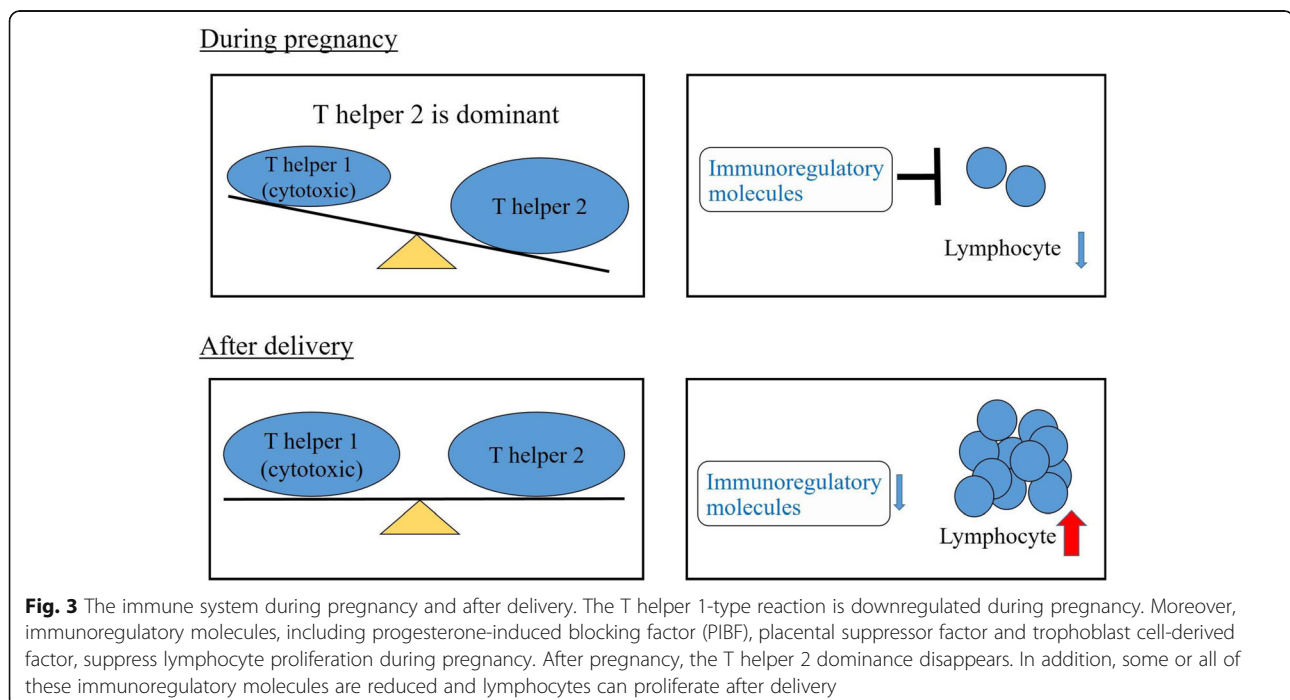 During pregnancy
T helper 2 is dominant
T helper 1
(cytotoxic)
T helper 2
Immunoregulatory
molecules
Lymphocyte
After delivery
T helper 1
(cytotoxic)
T helper 2
Immunoregulatory
molecules
Lymphocyte
Fig. 3 The immune system during pregnancy and after delivery. The T helper 1-type reaction is downregulated during pregnancy. Moreover,
immunoregulatory molecules, including progesterone-induced blocking factor (PIBF), placental suppressor factor and trophoblast cell-derived
factor, suppress lymphocyte proliferation during pregnancy. After pregnancy, the T helper 2 dominance disappears. In addition, some or all of
these immunoregulatory molecules are reduced and lymphocytes can proliferate after delivery